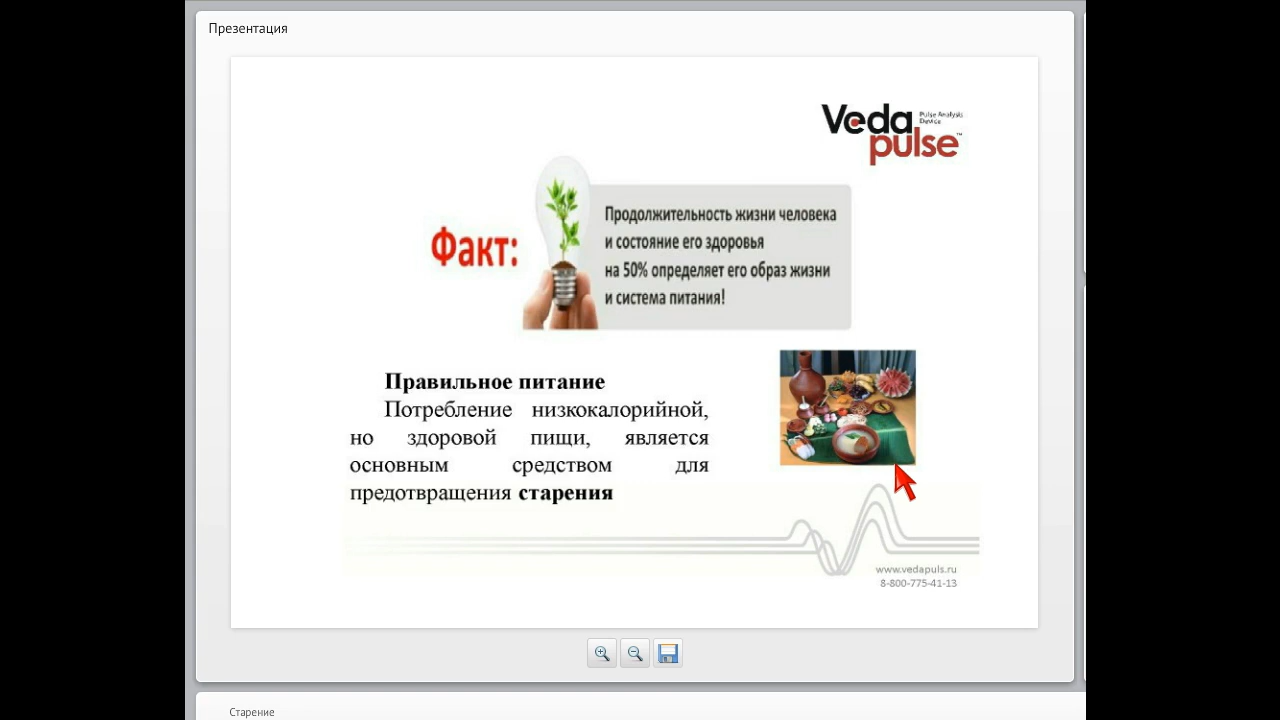 Презентация
Veda
Pulse Analysis
Device
pulse™
Факт:
Продолжительность жизни человека
и состояние его здоровья
на 50% определяет его образ жизни
и система питания!
Правильное питание
Потребление низкокалорийной,
но здоровой пищи, является
основным средством для
предотвращения старения
www.vedapuls.ru
8-800-775-41-13
Старение